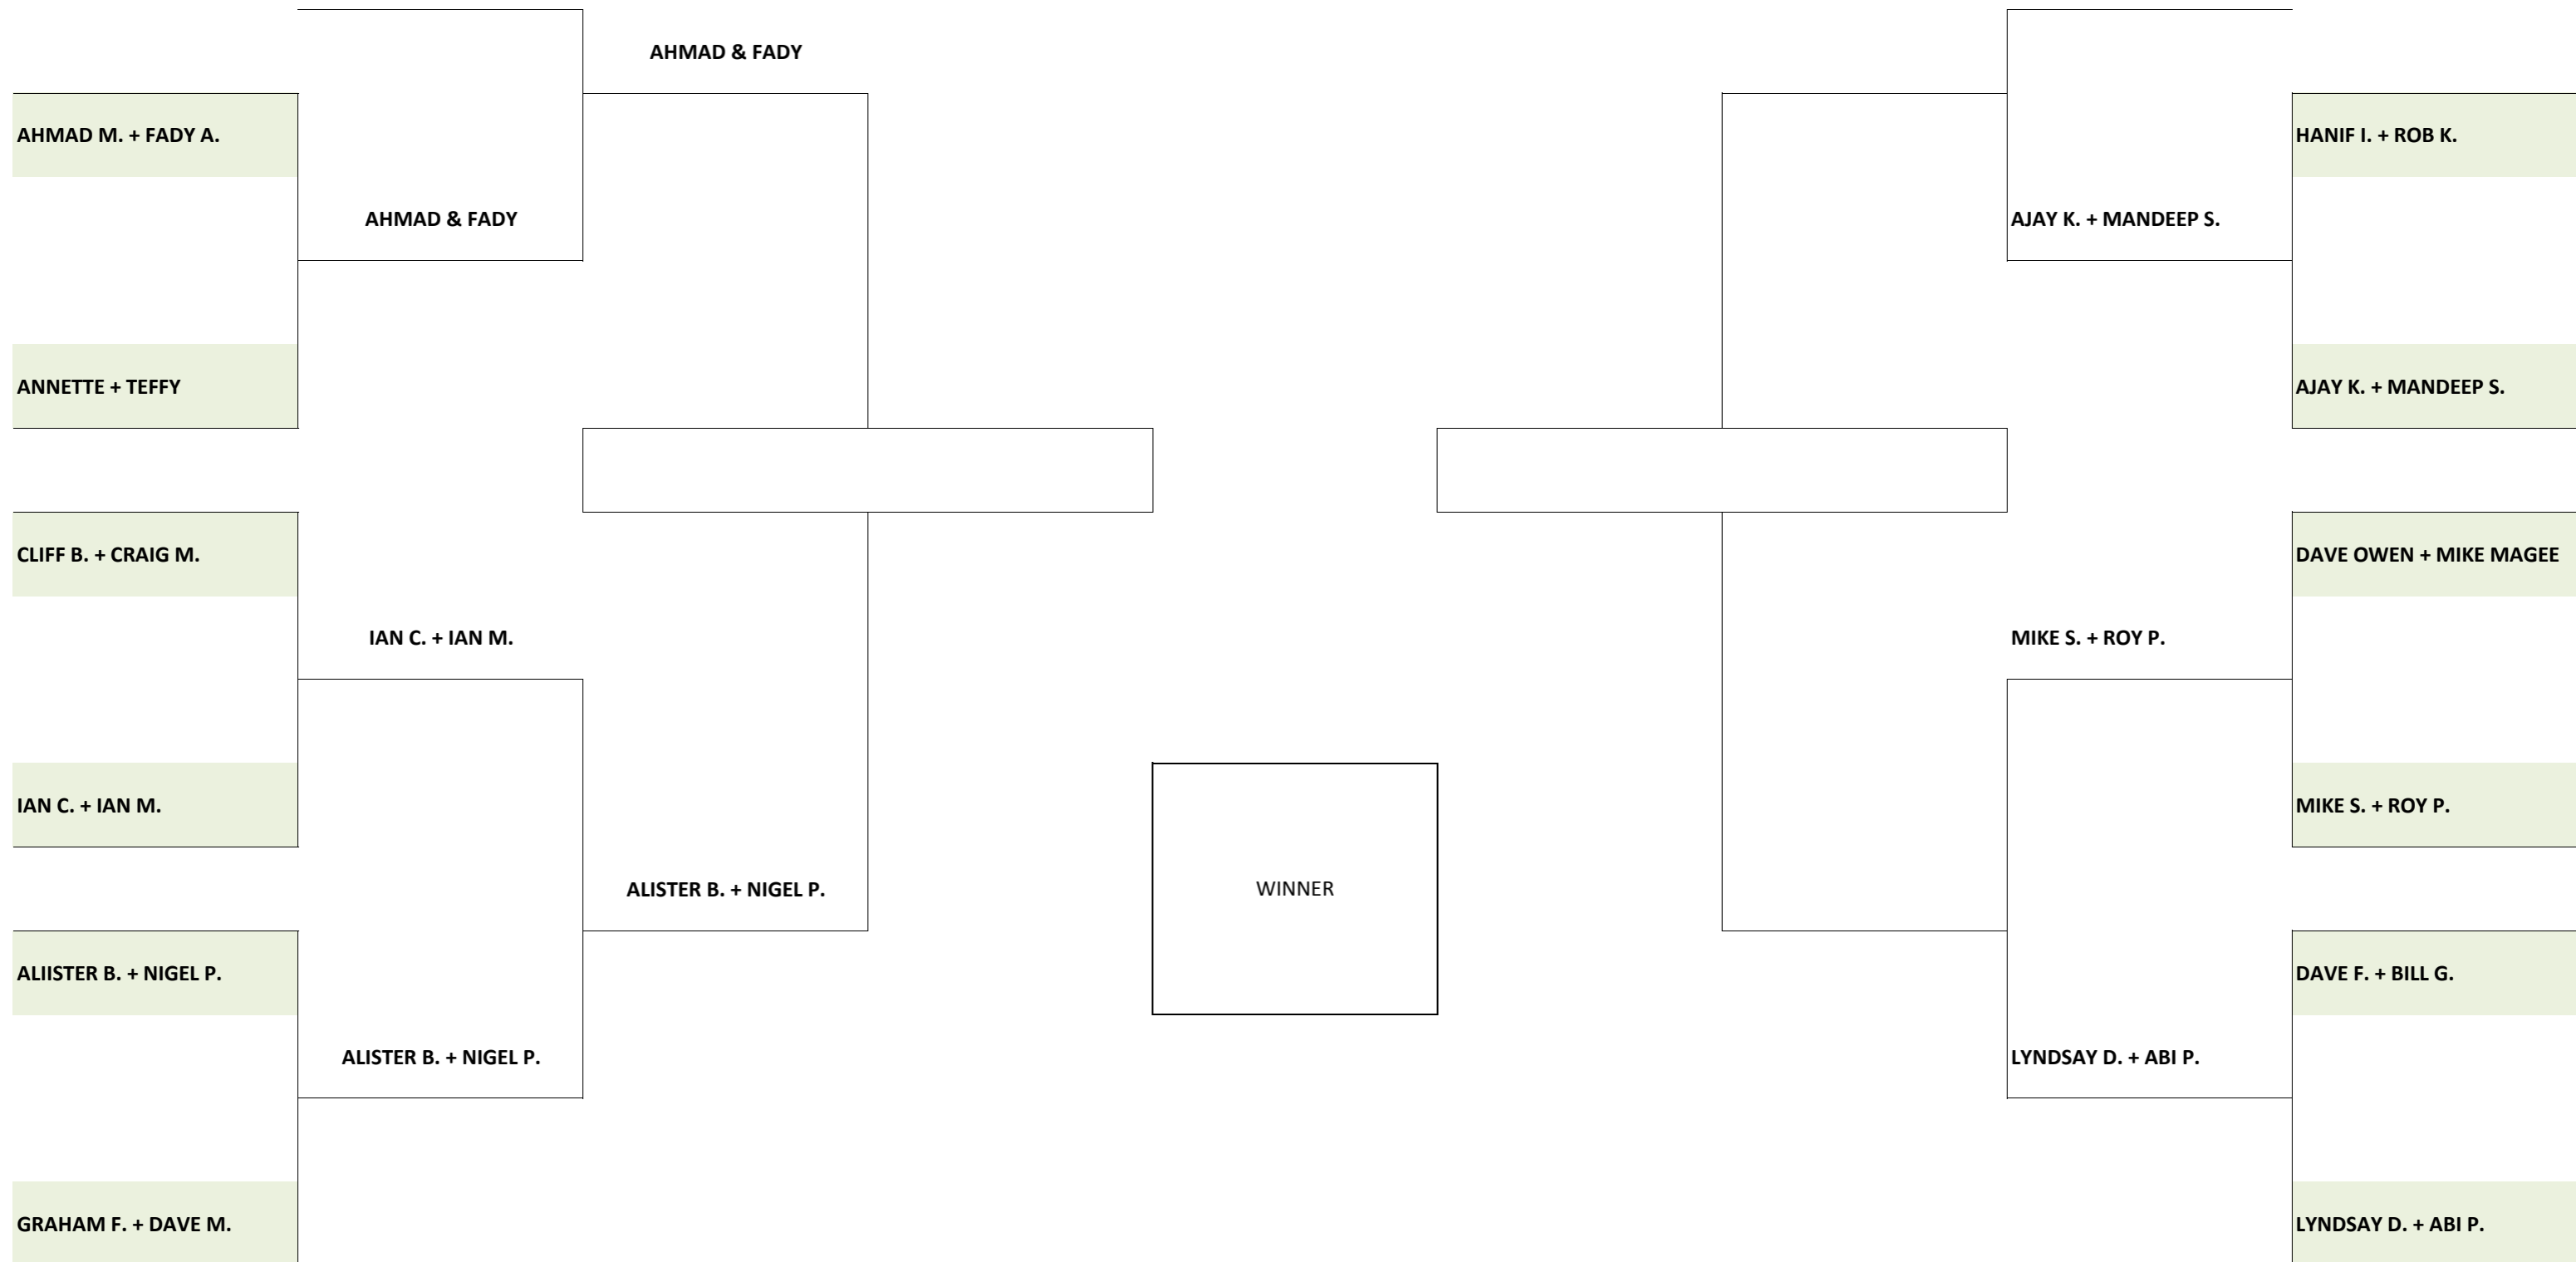 AHMAD & FADY
AHMAD M. + FADY A.
HANIF I. + ROB K.
AHMAD & FADY
AJAY K. + MANDEEP S.
ANNETTE + TEFFY
AJAY K. + MANDEEP S.
CLIFF B. + CRAIG M.
DAVE OWEN + MIKE MAGEE
IAN C. + IAN M.
MIKE S. + ROY P.
IAN C. + IAN M.
MIKE S. + ROY P.
ALISTER B. + NIGEL P.
WINNER
ALIISTER B. + NIGEL P.
DAVE F. + BILL G.
ALISTER B. + NIGEL P.
LYNDSAY D. + ABI P.
GRAHAM F. + DAVE M.
LYNDSAY D. + ABI P.